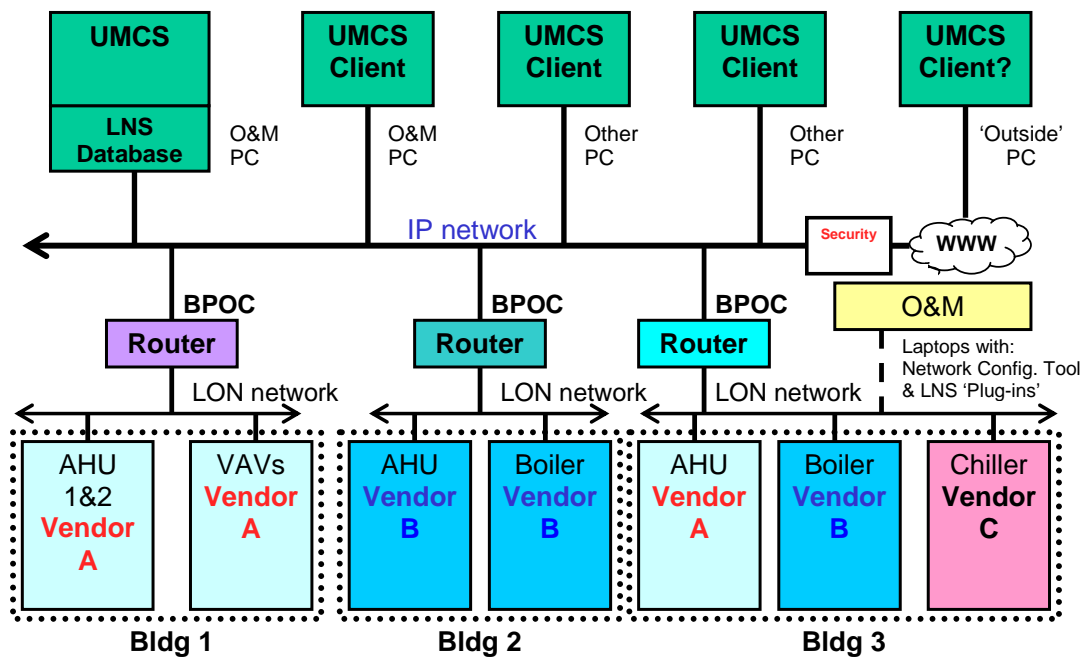 UMCS
LNS
Database
O&M
PC
UMCS
Client
O&M
PC
UMCS
Client
Other
PC
UMCS
Client
Other
PC
UMCS
Client?
‘Outside’
PC
IP network
Security
WWW
BPOC
Router
LON network
BPOC
Router
LON network
BPOC
Router
LON network
O&M
Laptops with:
Network Config. Tool
& LNS ‘Plug-ins’
AHU
1&2
Vendor
A
VAVs
Vendor
A
Bldg 1
AHU
Vendor
B
Boiler
Vendor
B
Bldg 2
AHU
Vendor
A
Boiler
Vendor
B
Chiller
Vendor
C
Bldg 3